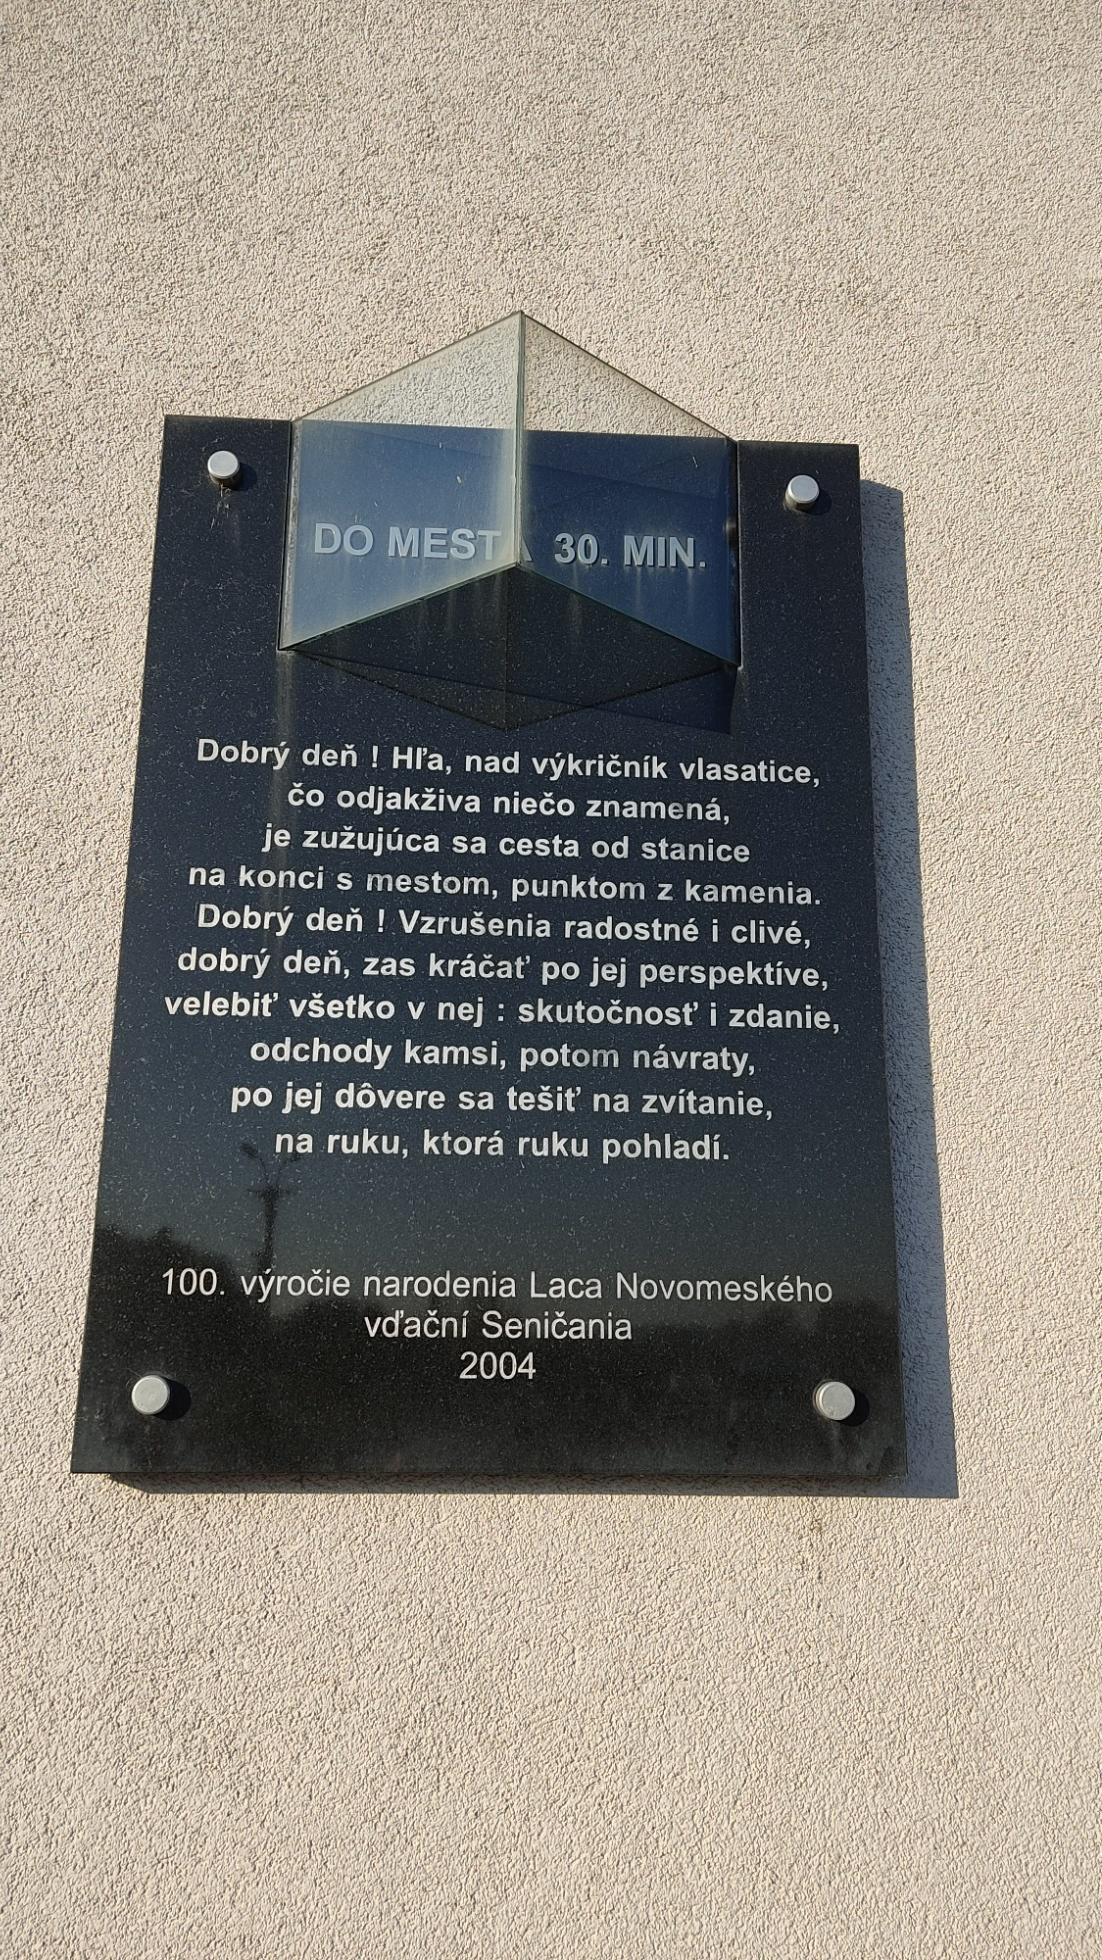 DO MESTA 30. MIN.
Dobrý deň ! Hľa, nad výkričník vlasatice,
čo odjakživa niečo znamená,
je zužujúca sa cesta od stanice
na konci s mestom, punktom z kamenia.
Dobrý deň ! Vzrušenia radostné i clivé,
dobrý deň, zas kráčať po jej perspektíve,
velebiť všetko v nej : skutočnosť i zdanie,
odchody kamsi, potom návraty,
po jej dôvere sa tešiť na zvítanie,
na ruku, ktorá ruku pohladí.
100. výročie narodenia Laca Novomeského
vďační Seničania
2004